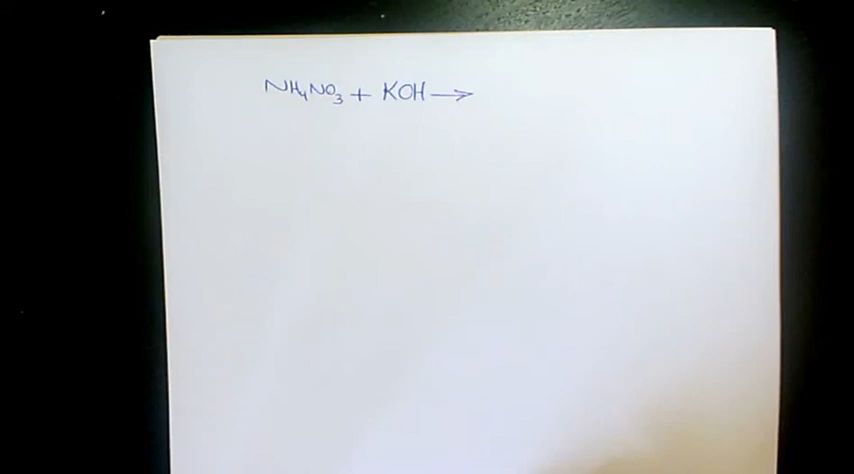 NH₄NO₃ + KOH →